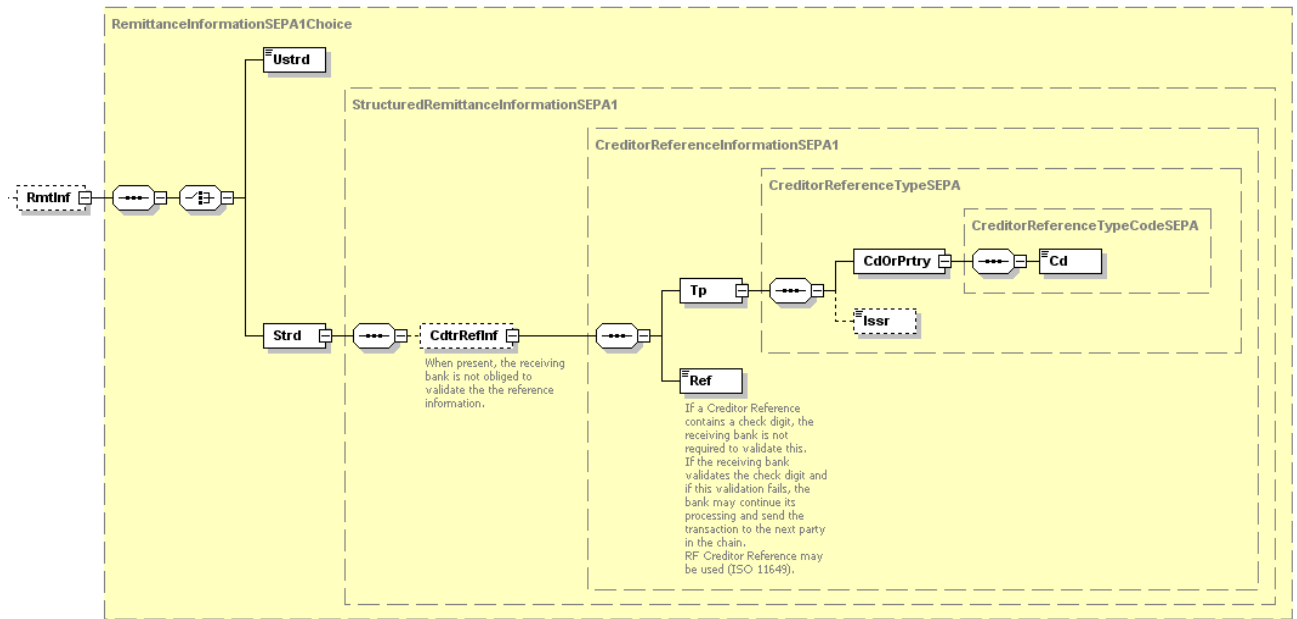 RemittanceInformationSEPA1Choice
Ustrd
StructuredRemittanceInformationSEPA1
CreditorReferenceInformationSEPA1
CreditorReferenceTypeSEPA
RmtInf
CreditorReferenceTypeCodeSEPA
CdOrPrtry
Cd
Tp
Issr
Strd
CdtrRefInf
When present, the receiving
bank is not obliged to
validate the the reference
information.
Ref
If a Creditor Reference
contains a check digit, the
receiving bank is not
required to validate this.
If the receiving bank
validates the check digit and
if this validation fails, the
bank may continue its
processing and send the
transaction to the next party
in the chain.
RF Creditor Reference may
be used (ISO 11649).